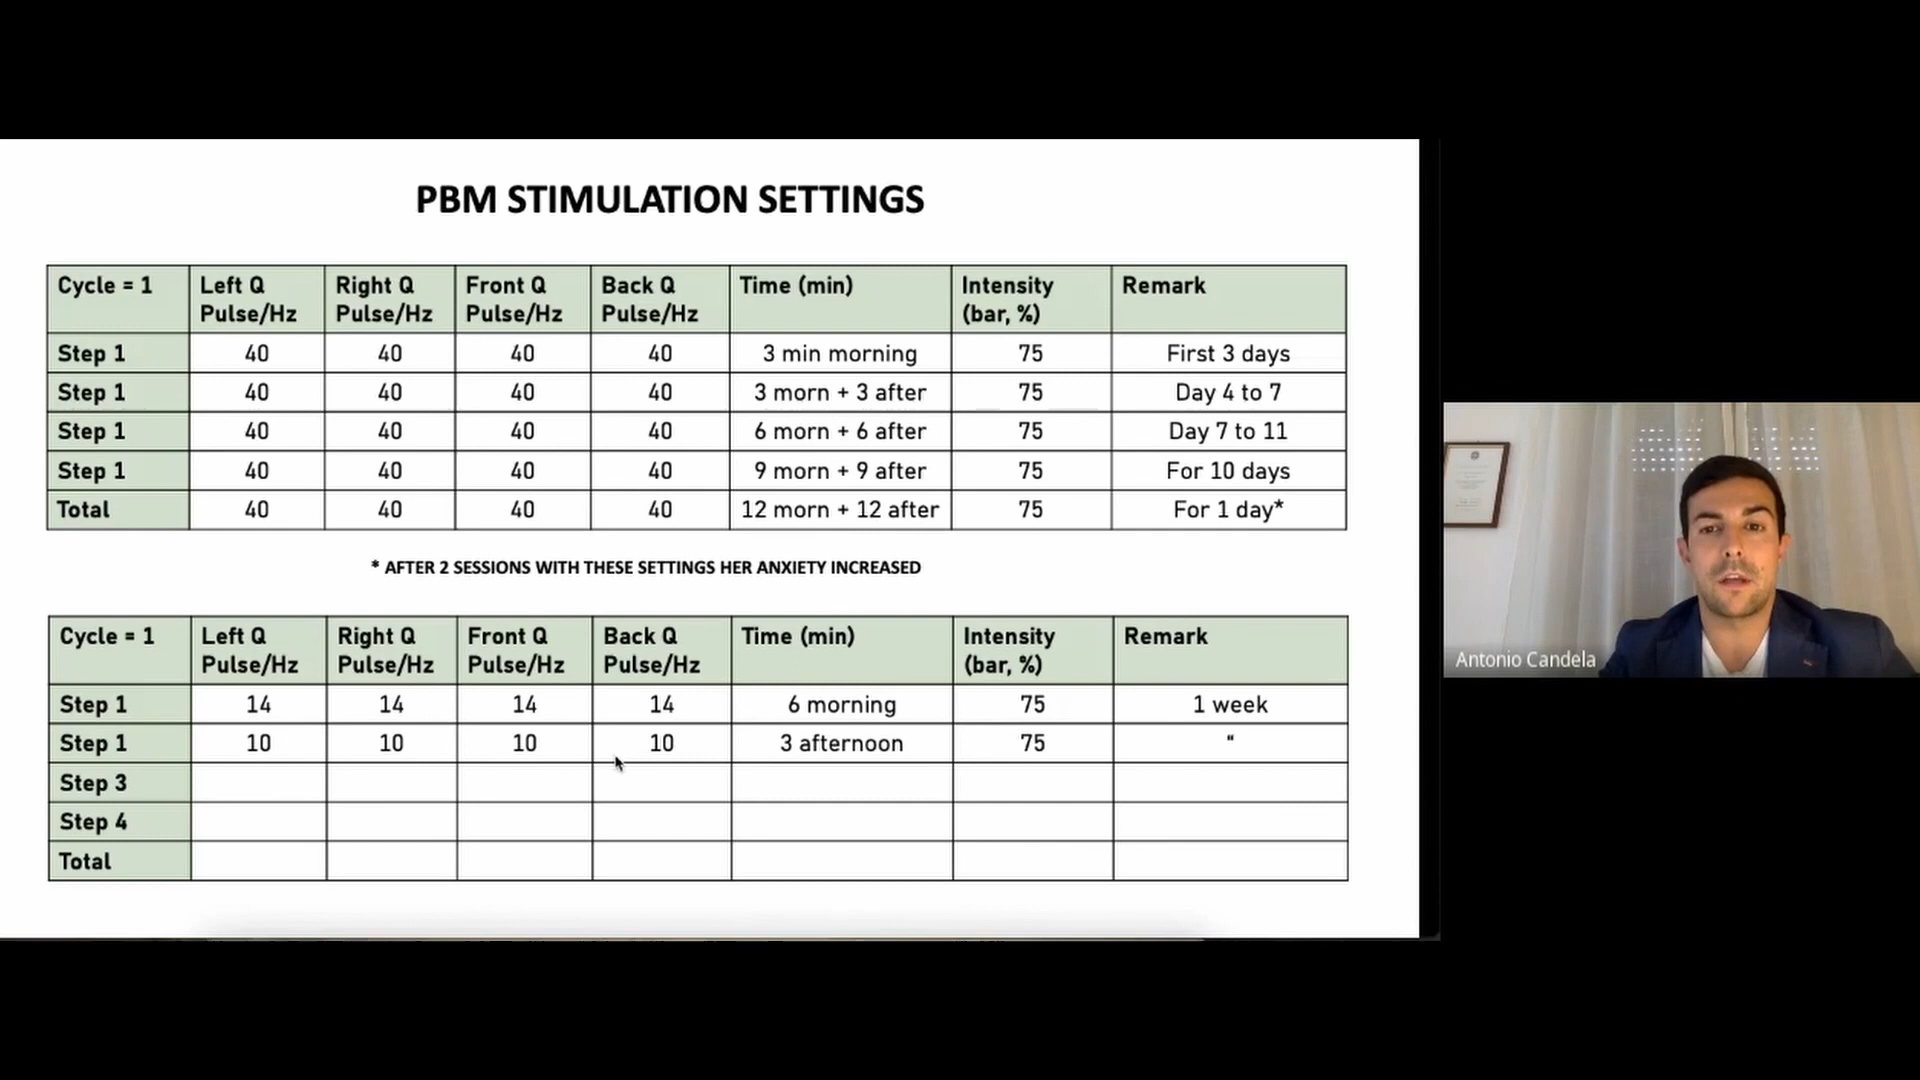 PBM STIMULATION SETTINGS
Cycle = 1 Left Q Pulse/Hz Right Q Pulse/Hz Front Q Pulse/Hz Back Q Pulse/Hz Time (min) Intensity (bar, %) Remark
Step 1 40 40 40 40 3 min morning 75 First 3 days
Step 1 40 40 40 40 3 morn + 3 after 75 Day 4 to 7
Step 1 40 40 40 40 6 morn + 6 after 75 Day 7 to 11
Step 1 40 40 40 40 9 morn + 9 after 75 For 10 days
Total 40 40 40 40 12 morn + 12 after 75 For 1 day*
* AFTER 2 SESSIONS WITH THESE SETTINGS HER ANXIETY INCREASED
Cycle = 1 Left Q Pulse/Hz Right Q Pulse/Hz Front Q Pulse/Hz Back Q Pulse/Hz Time (min) Intensity (bar, %) Remark
Step 1 14 14 14 14 6 morning 75 1 week
Step 1 10 10 10 10 3 afternoon 75 “
Step 3
Step 4
Total
Antonio Candela